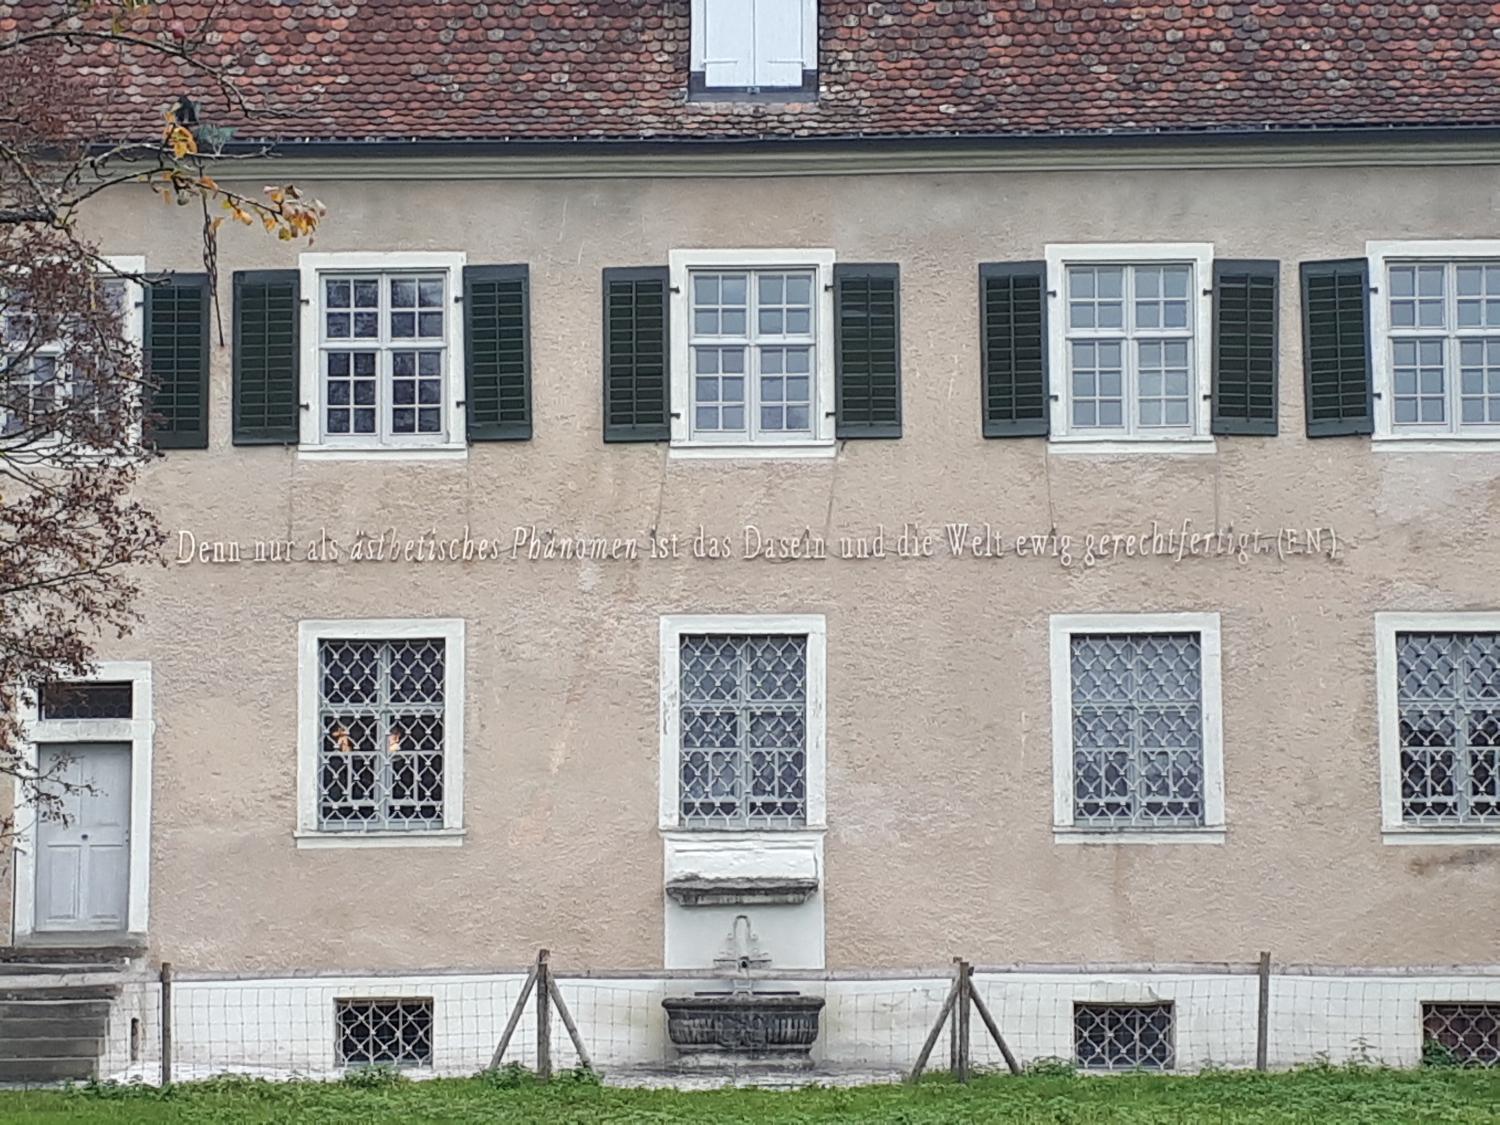 Denn nur als ästhetisches Phänomen ist das Dasein und die Welt ewig gerechtfertigt. (F.N.)